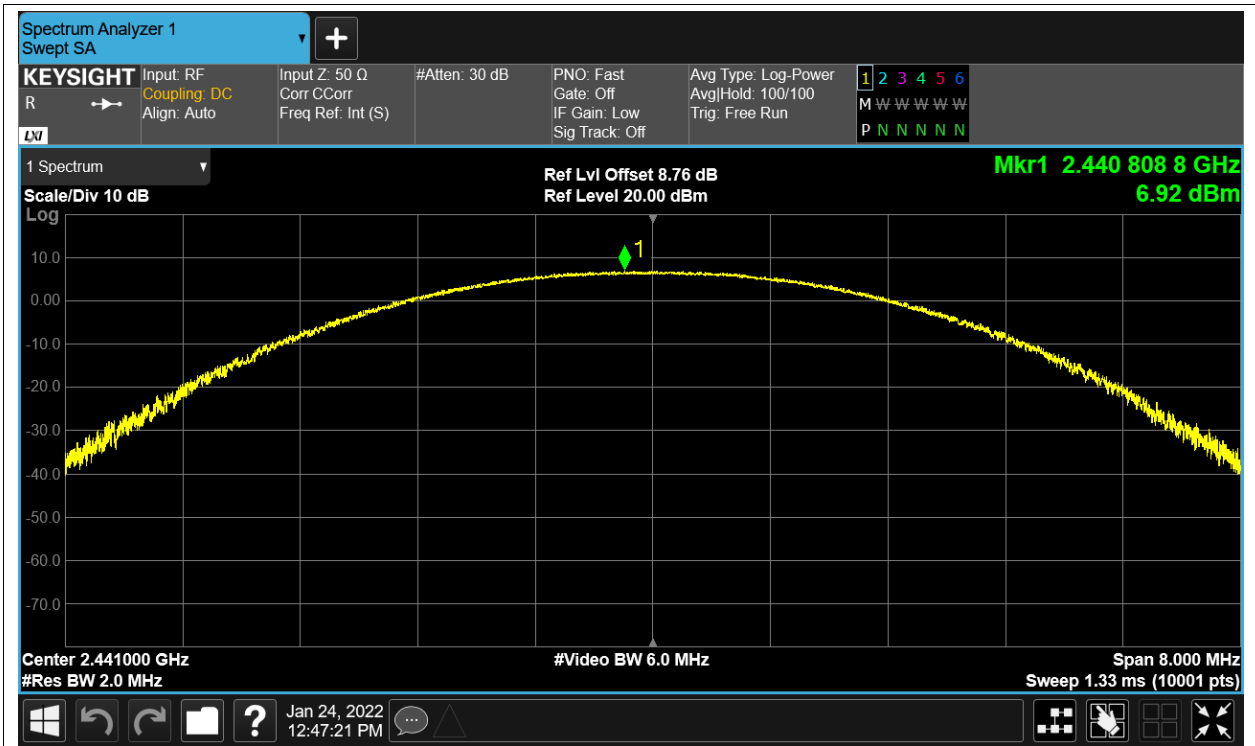 Spectrum Analyzer 1
Swept SA
KEYSIGHT
R
LXI
Input: RF
Coupling: DC
Align: Auto
Input Z: 50 Ω
Corr CCorr
Freq Ref: Int (S)
#Atten: 30 dB
PNO: Fast
Gate: Off
IF Gain: Low
Sig Track: Off
Avg Type: Log-Power
Avg|Hold: 100/100
Trig: Free Run
1 2 3 4 5 6
M W W W W W W
P N N N N N N
1 Spectrum
Scale/Div 10 dB
Log
Ref Lvl Offset 8.76 dB
Ref Level 20.00 dBm
Mkr1 2.440 808 8 GHz
6.92 dBm
1
10.0
0.00
-10.0
-20.0
-30.0
-40.0
-50.0
-60.0
-70.0
Center 2.441000 GHz
#Res BW 2.0 MHz
#Video BW 6.0 MHz
Span 8.000 MHz
Sweep 1.33 ms (10001 pts)
?
Jan 24, 2022
12:47:21 PM